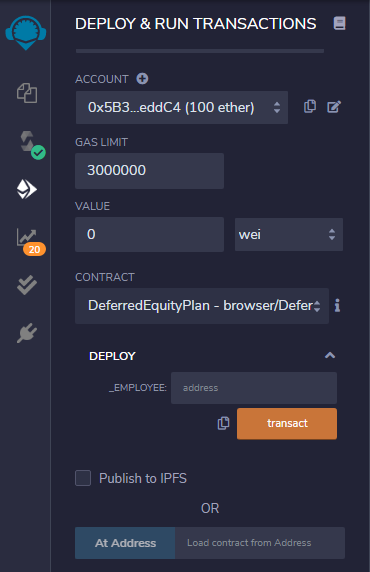 DEPLOY & RUN TRANSACTIONS
ACCOUNT
0x5B3...eddC4 (100 ether)
GAS LIMIT
3000000
VALUE
0
wei
20
CONTRACT
DeferredEquityPlan - browser/Defer
DEPLOY
_EMPLOYEE:
address
transact
Publish to IPFS
OR
At Address
Load contract from Address